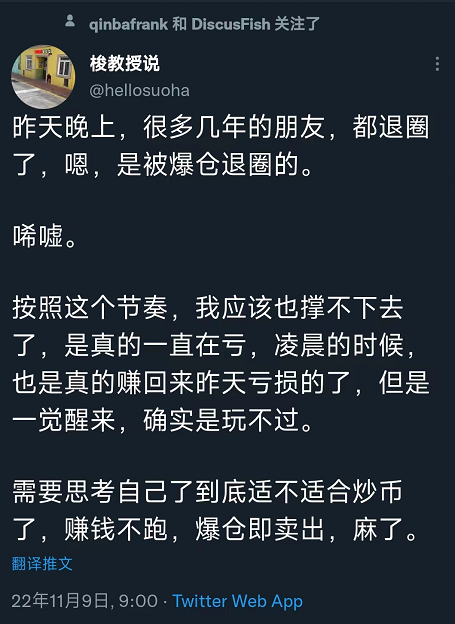 qinbafrank 和 DiscusFish 关注了
梭教授说
@hellosuoha
昨天晚上，很多几年的朋友，都退圈
了，嗯，是被爆仓退圈的。
唏嘘。
按照这个节奏，我应该也撑不下去
了，是真的一直在亏，凌晨的时候，
也是真的赚回来昨天亏损的了，但是
一觉醒来，确实是玩不过。
需要思考自己了到底适不适合炒币
了，赚钱不跑，爆仓即卖出，麻了。
翻译推文
22年11月9日, 9:00 · Twitter Web App